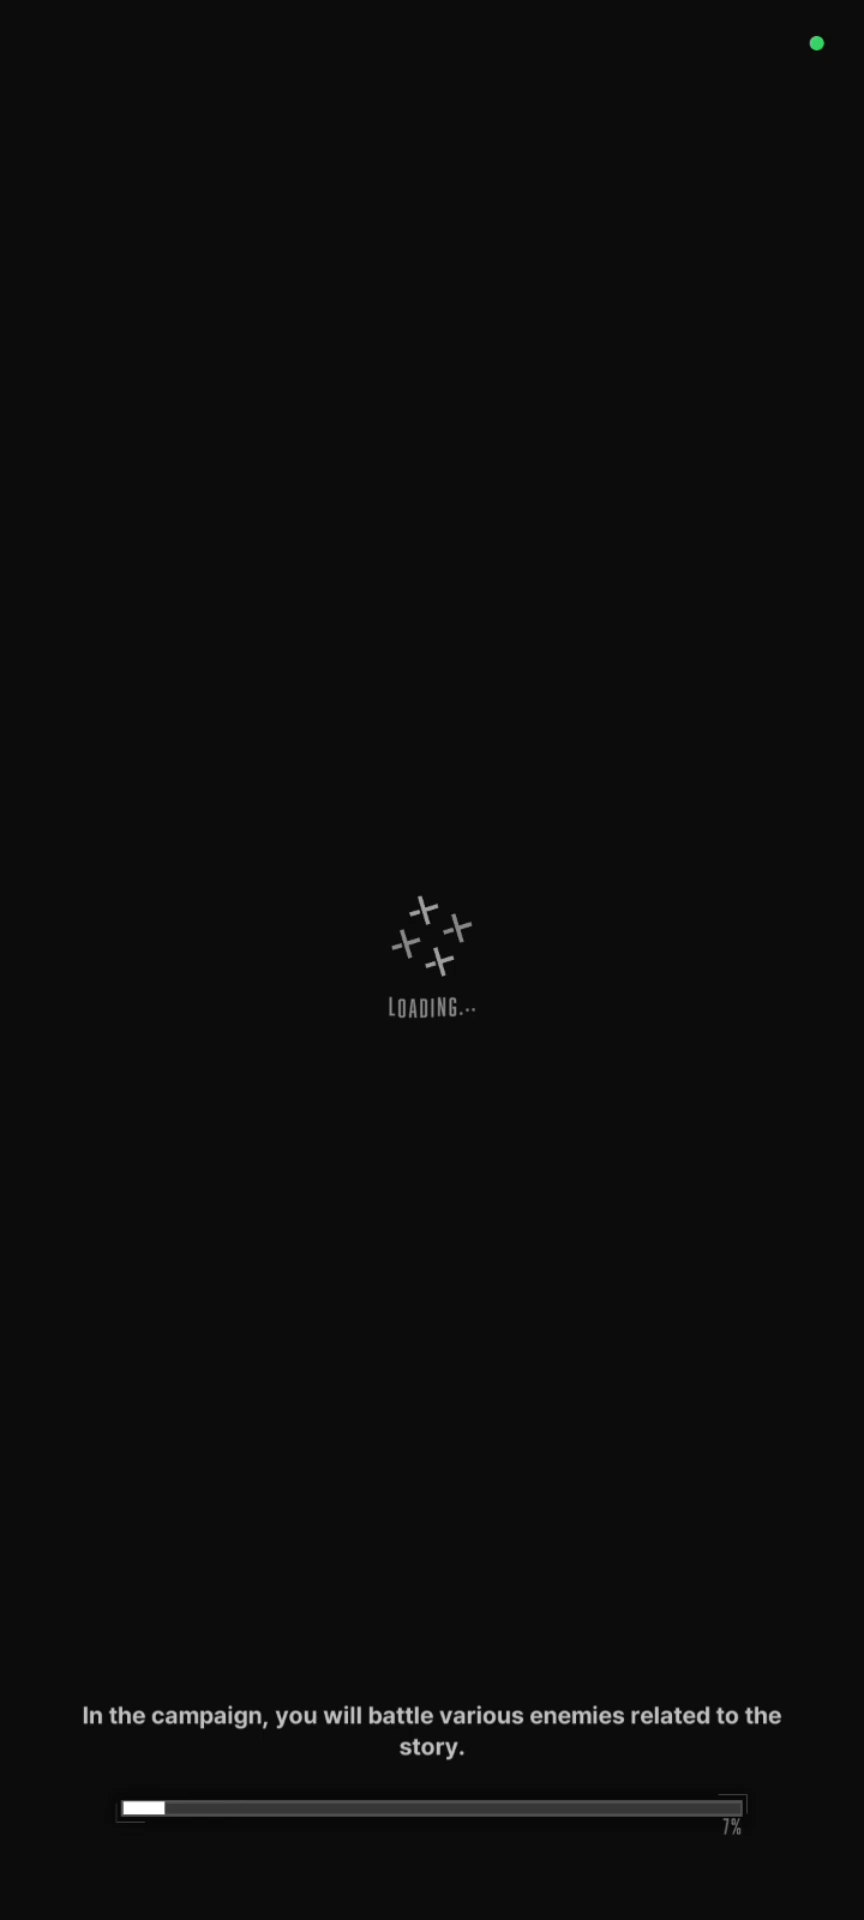 LOADING...
In the campaign, you will battle various enemies related to the
story.
7%